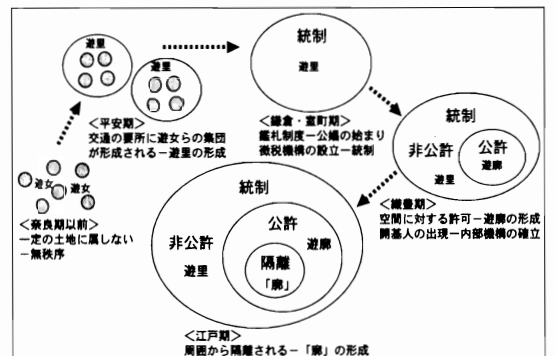 遊女
遊女
<奈良期以前>
一定の土地に属しない
−無秩序
遊里
遊里
<平安期>
交通の要所に遊女らの集団
が形成される−遊里の形成
統制
遊里
<鎌倉・室町期>
鑑札制度−公娼の始まり
徴税機構の設立−統制
統制
非公許
遊里
公許
遊廓
<織豊期>
空間に対する許可−遊廓の形成
開基人の出現−内部機構の確立
統制
非公許
遊里
公許
遊廓
隔離
「廓」
<江戸期>
周囲から隔離される−「廓」の形成